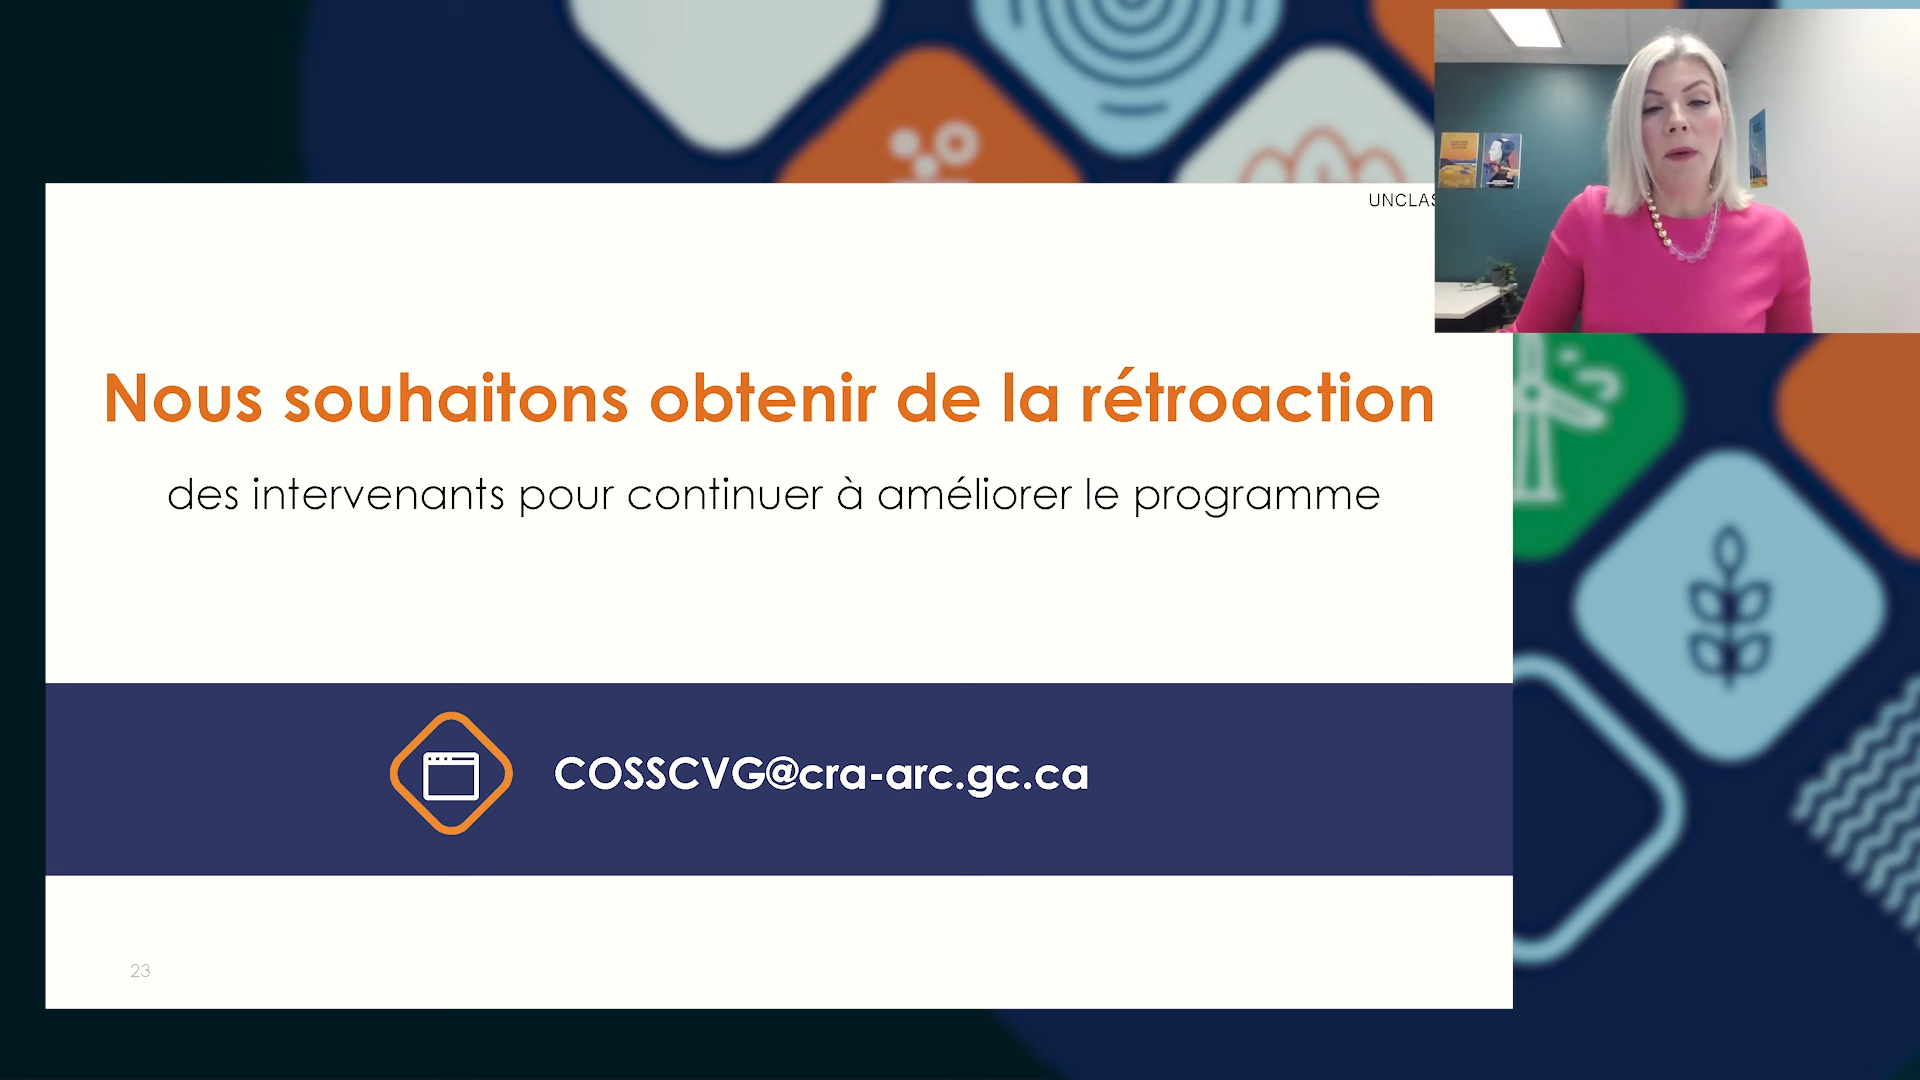 UNCLAS
Nous souhaitons obtenir de la rétroaction
des intervenants pour continuer à améliorer le programme
COSSCVG@cra-arc.gc.ca
23